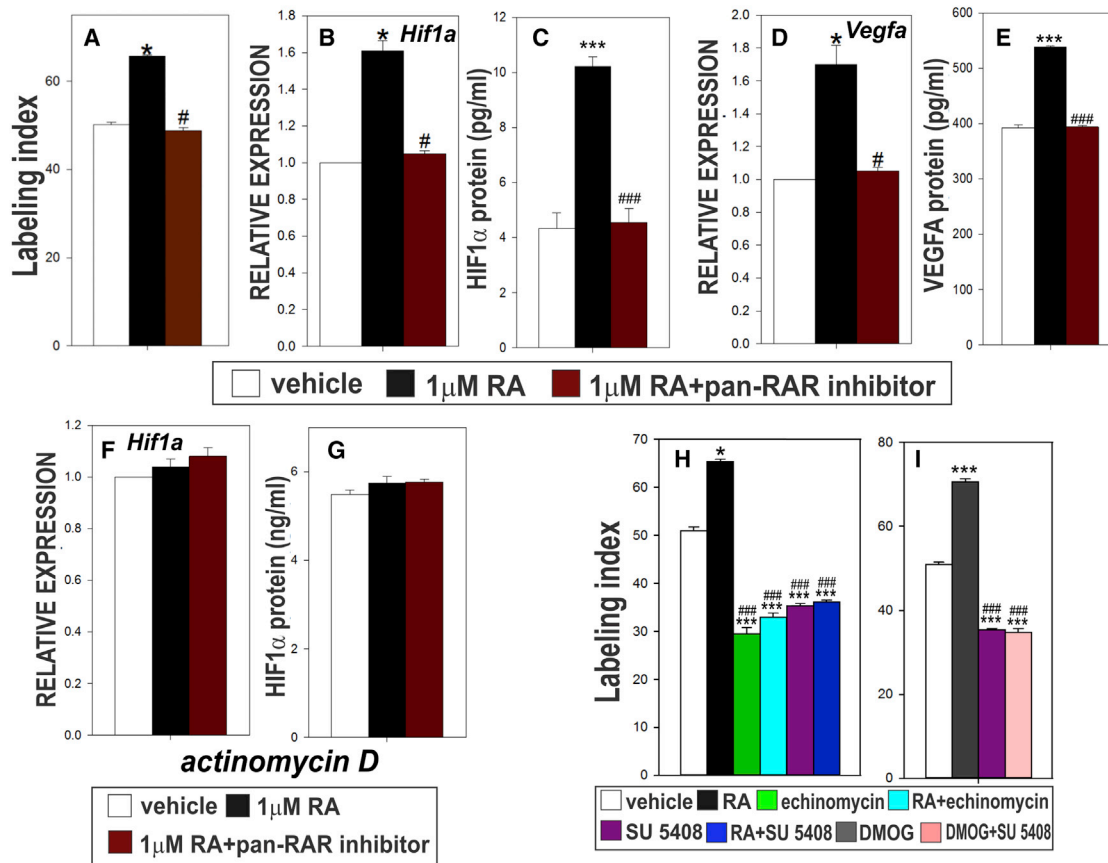 A
Labeling index
60
40
20
0
*
#
B
Hif1a
RELATIVE EXPRESSION
1.8
1.6
1.4
1.2
1.0
0.8
0.6
0.4
0.2
0.0
*
#
C
HIF1α protein (pg/ml)
12
10
8
6
4
2
0
***
###
D
Vegfa
RELATIVE EXPRESSION
2.0
1.8
1.6
1.4
1.2
1.0
0.8
0.6
0.4
0.2
0.0
*
#
E
VEGFA protein (pg/ml)
600
500
400
300
200
100
0
***
###
vehicle 1μM RA 1μM RA+pan-RAR inhibitor
F
Hif1a
RELATIVE EXPRESSION
1.2
1.0
0.8
0.6
0.4
0.2
0.0
G
HIF1α protein (ng/ml)
6
4
2
0
actinomycin D
vehicle 1μM RA
1μM RA+pan-RAR inhibitor
H
Labeling index
70
60
50
40
30
20
10
0
*
### ### ### ###
*** *** *** ***
I
80
60
40
20
0
***
### ###
*** ***
vehicle RA echinomycin RA+echinomycin
SU 5408 RA+SU 5408 DMOG DMOG+SU 5408